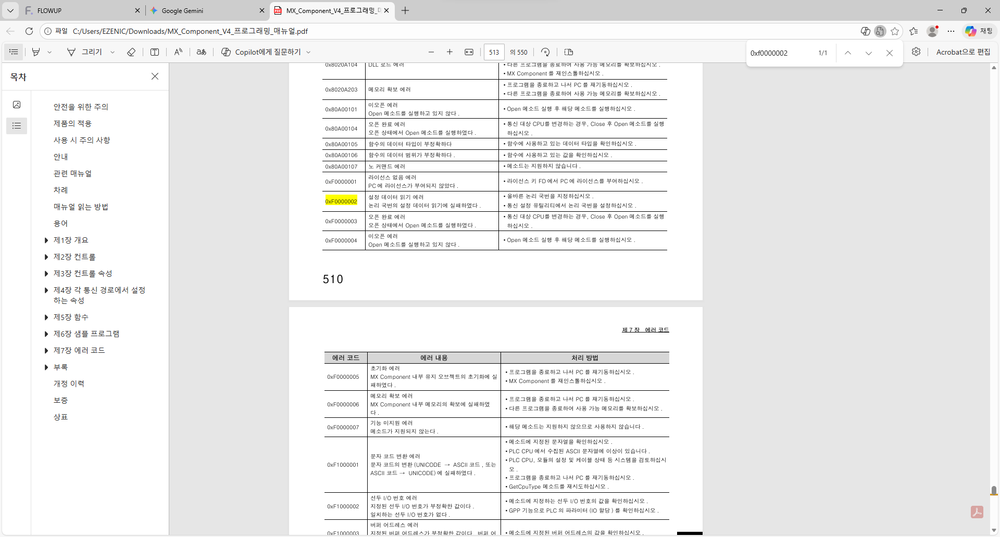 FLOWUP
Google Gemini
MX_Component_V4_프로그래밍_
파일 C:/Users/EZENIC/Downloads/MX_Component_V4_프로그래밍_매뉴얼.pdf
채팅
그리기
aあ
Copilot에게 질문하기
513 의 550
0xf0000002 1/1
Acrobat으로 편집
목차
안전을 위한 주의
제품의 적용
사용 시 주의 사항
안내
관련 매뉴얼
차례
매뉴얼 읽는 방법
용어
제1장 개요
제2장 컨트롤
제3장 컨트롤 속성
제4장 각 통신 경로에서 설정
하는 속성
제5장 함수
제6장 샘플 프로그램
제7장 에러 코드
부록
개정 이력
보증
상표
0x8020A104 DLL 로드 에러
• 다른 프로그램을 종료하여 사용 가능 메모리를 확보하십시오 .
• MX Component 를 재인스톨하십시오 .
0x8020A203 메모리 확보 에러
• 프로그램을 종료하고 나서 PC 를 재기동하십시오 .
• 다른 프로그램을 종료하여 사용 가능 메모리를 확보하십시오 .
0x80A00101
미오픈 에러
Open 메소드를 실행하고 있지 않다 .
• Open 메소드 실행 후 해당 메소드를 실행하십시오 .
0x80A00104
오픈 완료 에러
오픈 상태에서 Open 메소드를 실행하였다 .
• 통신 대상 CPU를 변경하는 경우, Close 후 Open 메소드를 실행
하십시오 .
0x80A00105 함수의 데이터 타입이 부정확하다 • 함수에 사용하고 있는 데이터 타입을 확인하십시오 .
0x80A00106 함수의 데이터 범위가 부정확하다 . • 함수에 사용하고 있는 값을 확인하십시오 .
0x80A00107 노 커맨드 에러 • 메소드는 지원하지 않습니다 .
0xF0000001
라이선스 없음 에러
PC 에 라이선스가 부여되지 않았다 .
• 라이선스 키 FD 에서 PC 에 라이선스를 부여하십시오 .
0xF0000002
설정 데이터 읽기 에러
논리 국번의 설정 데이터 읽기에 실패하였다 .
• 올바른 논리 국번을 지정하십시오 .
• 통신 설정 유틸리티에서 논리 국번을 설정하십시오 .
0xF0000003
오픈 완료 에러
오픈 상태에서 Open 메소드를 실행하였다 .
• 통신 대상 CPU를 변경하는 경우, Close 후 Open 메소드를 실행
하십시오 .
0xF0000004
미오픈 에러
Open 메소드를 실행하고 있지 않다 .
• Open 메소드 실행 후 해당 메소드를 실행하십시오 .
510
제 7 장 에러 코드
에러 코드 에러 내용 처리 방법
0xF0000005
초기화 에러
MX Component 내부 유지 오브젝트의 초기화에 실
패하였다 .
• 프로그램을 종료하고 나서 PC 를 재기동하십시오 .
• MX Component 를 재인스톨하십시오 .
0xF0000006
메모리 확보 에러
MX Component 내부 메모리의 확보에 실패하였
다 .
• 프로그램을 종료하고 나서 PC 를 재기동하십시오 .
• 다른 프로그램을 종료하여 사용 가능 메모리를 확보하십시오 .
0xF0000007
기능 미지원 에러
메소드가 지원되지 않는다 .
• 해당 메소드는 지원하지 않으므로 사용하지 않습니다 .
0xF1000001
문자 코드 변환 에러
문자 코드의 변환 (UNICODE → ASCII 코드 , 또는
ASCII 코드 → UNICODE) 에 실패하였다 .
• 메소드에 지정된 문자열을 확인하십시오 .
• PLC CPU 에서 수집된 ASCII 문자열에 이상이 있습니다 .
• PLC CPU, 모듈의 설정 및 케이블 상태 등 시스템을 검토하십시
오 .
• 프로그램을 종료하고 나서 PC 를 재기동하십시오 .
• GetCpuType 메소드를 재시도하십시오 .
0xF1000002
선두 I/O 번호 에러
지정된 선두 I/O 번호가 부정확한 값이다 .
일치하는 선두 I/O 번호가 없다 .
• 메소드에 지정하는 선두 I/O 번호의 값을 확인하십시오 .
• GPP 기능으로 PLC 의 파라미터 (IO 할당 ) 를 확인하십시오 .
0xF1000003
버퍼 어드레스 에러
지정된 버퍼 어드레스가 부정확한 값이다 . 버퍼 어
• 메소드에 지정된 버퍼 어드레스의 값을 확인하십시오 .